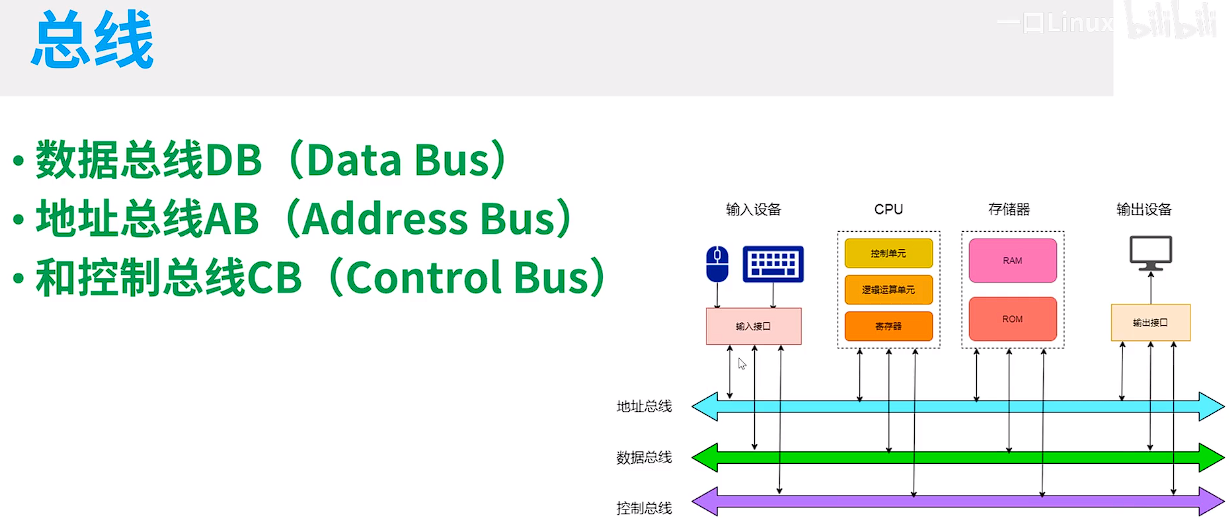 总线
一口Linux bilibili
• 数据总线DB（Data Bus）
• 地址总线AB（Address Bus）
• 和控制总线CB（Control Bus）
输入设备 CPU 存储器 输出设备
控制单元
逻辑运算单元
寄存器
RAM
ROM
输入接口
输出接口
地址总线
数据总线
控制总线